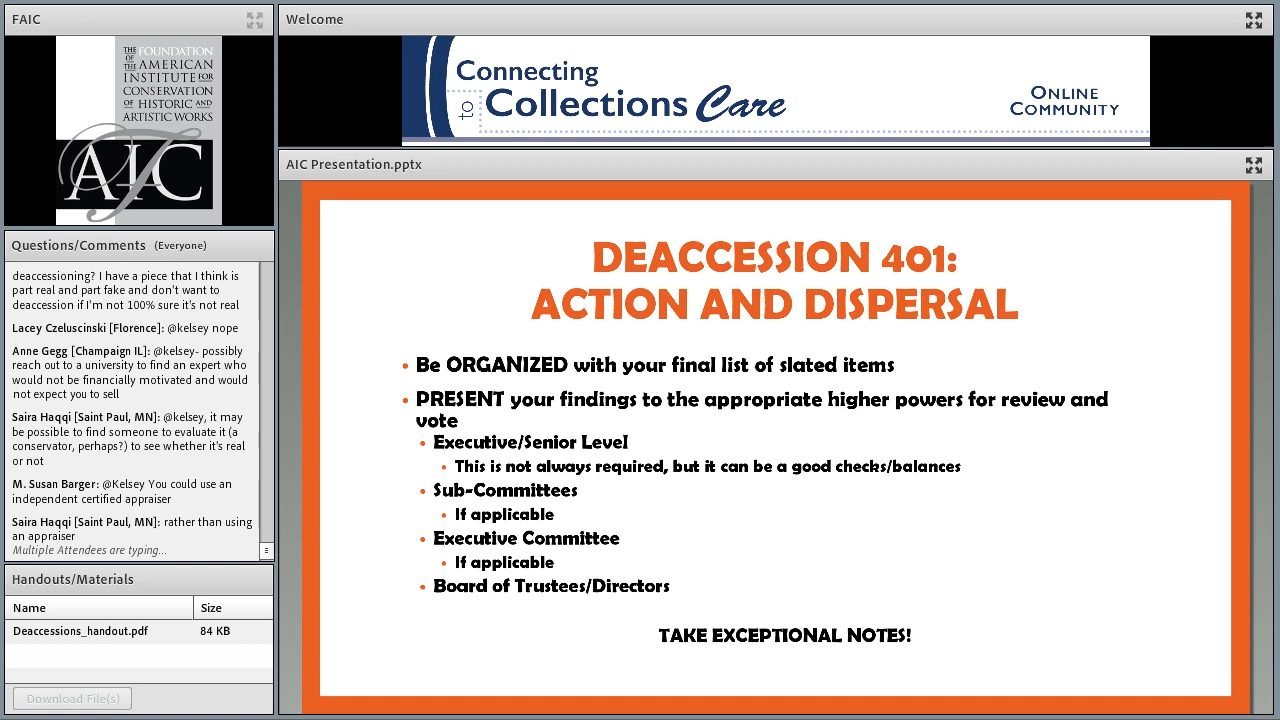 FAIC
THE FOUNDATION
OF THE AMERICAN
INSTITUTE FOR
CONSERVATION
OF HISTORIC AND
ARTISTIC WORKS
AIC
Questions/Comments (Everyone)
deaccessioning? I have a piece that I think is
part real and part fake and don't want to
deaccession if I'm not 100% sure it's not real
Lacey Czeluscinski [Florence]: @kelsey nope
Anne Gegg [Champaign IL]: @kelsey- possibly
reach out to a university to find an expert who
would not be financially motivated and would
not expect you to sell
Saira Haqqi [Saint Paul, MN]: @kelsey, it may
be possible to find someone to evaluate it (a
conservator, perhaps?) to see whether it's real
or not
M. Susan Barger: @Kelsey You could use an
independent certified appraiser
Saira Haqqi [Saint Paul, MN]: rather than using
an appraiser
Multiple Attendees are typing...
Handouts/Materials
Name Size
Deaccessions_handout.pdf 84 KB
Download File(s)
Welcome
Connecting
to Collections Care
ONLINE
COMMUNITY
AIC Presentation.pptx
DEACCESSION 401:
ACTION AND DISPERSAL
• Be ORGANIZED with your final list of slated items
• PRESENT your findings to the appropriate higher powers for review and
vote
• Executive/Senior Level
• This is not always required, but it can be a good checks/balances
• Sub-Committees
• If applicable
• Executive Committee
• If applicable
• Board of Trustees/Directors
TAKE EXCEPTIONAL NOTES!